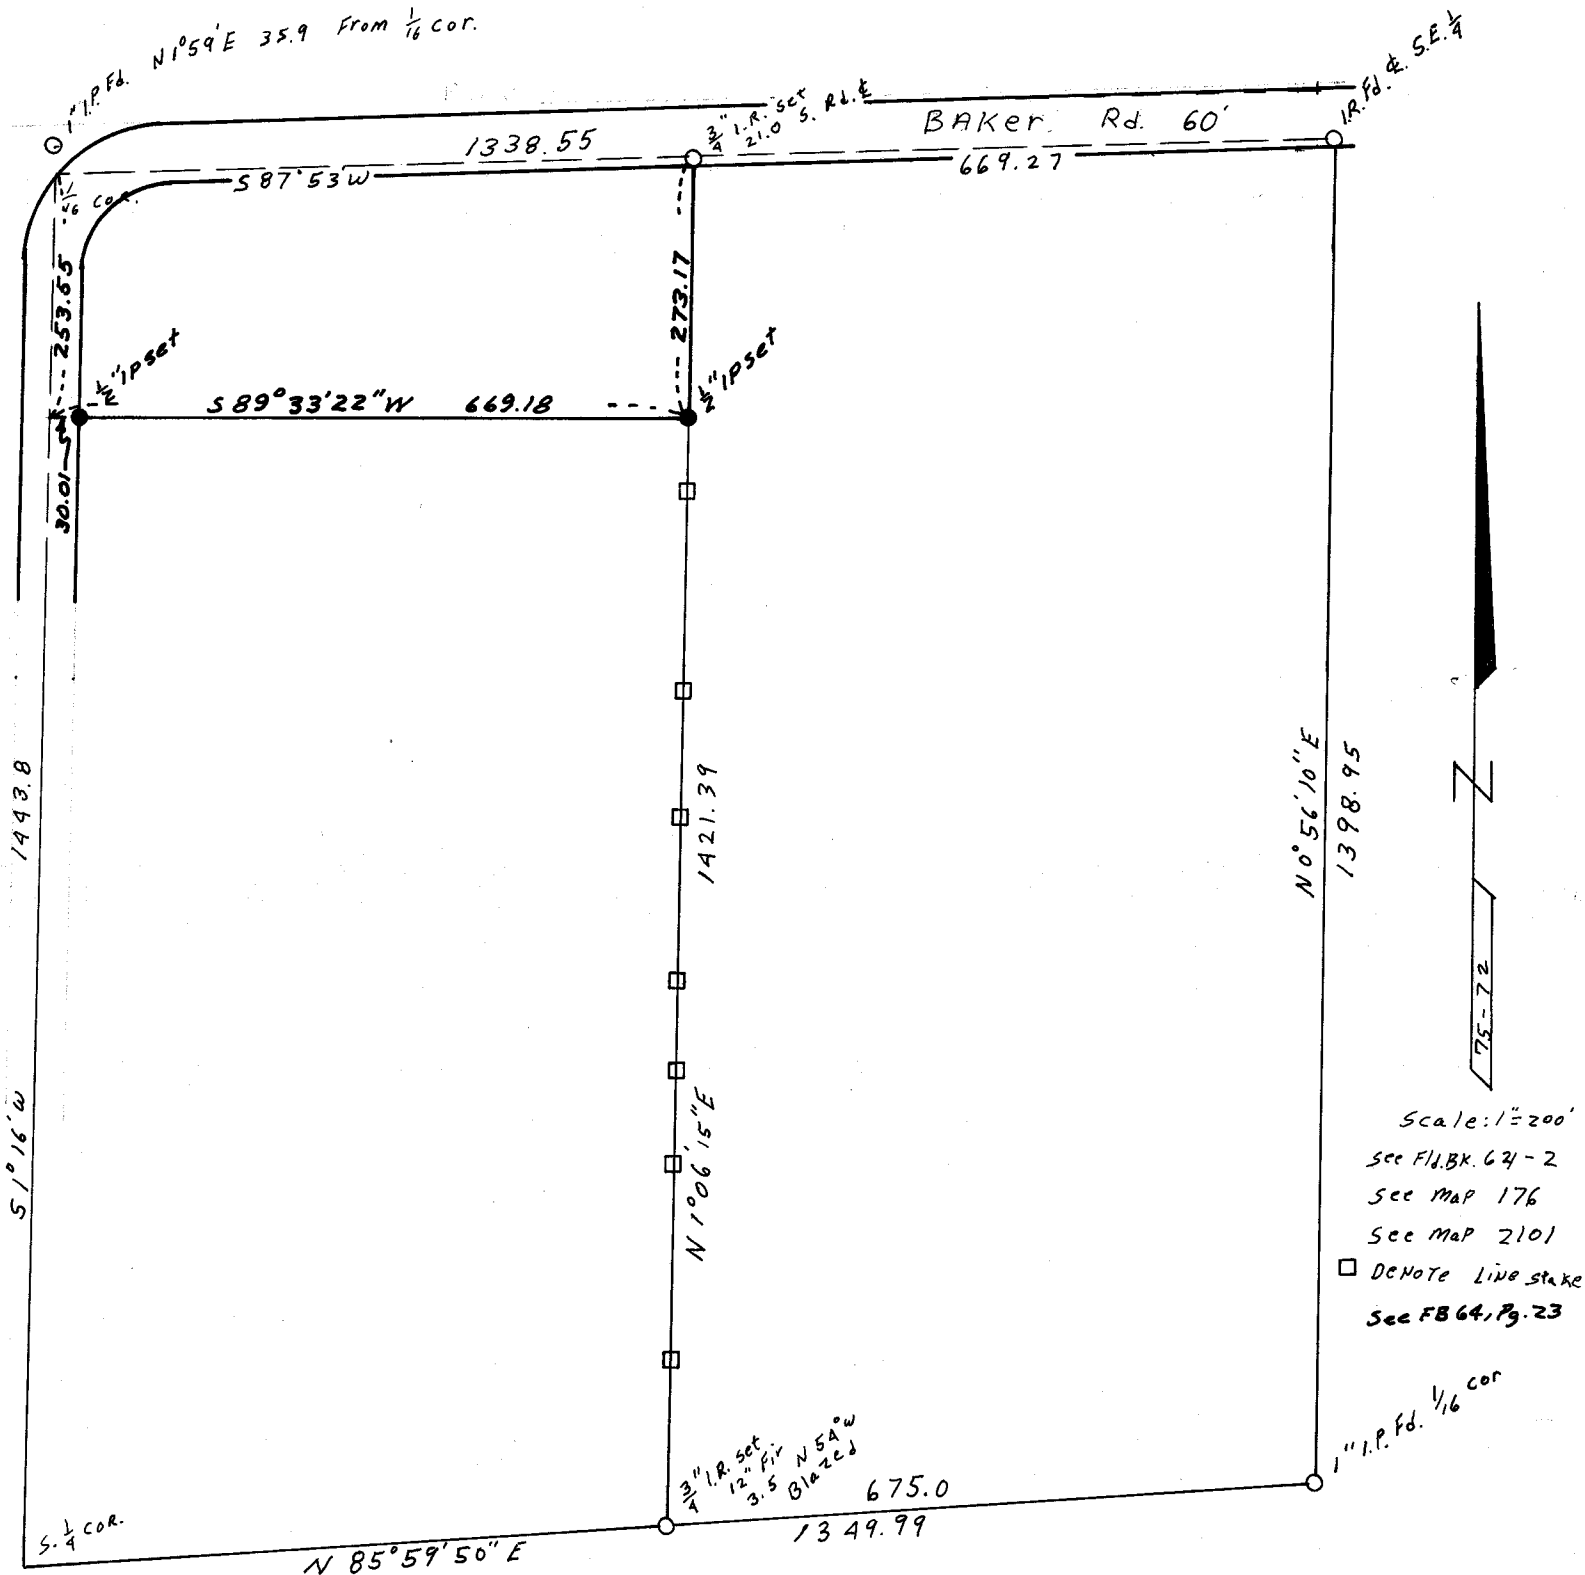 1" I.P. Fd. N 1°59' E 35.9 From 1/16 cor.
1338.55
S 87°53' W
3/4" I.R. set
21.0 S. Rd. ℄
BAKer Rd. 60'
669.27
I.R. Fd. ℄ S.E. 1/4
1/16 cor.
253.65
273.17
1/2" IP set
1/2" IP set
S 89°33'22" W 669.18
30.01
1443.8
S 1°16' W
1421.39
N 1°06'15" E
N 0°56'10" E
1398.95
N
75-72
Scale: 1"=200'
See Fld. BK. 64-2
See Map 176
See Map 2101
DeNoTe LiNe stake
See FB 64, Pg. 23
1" I.P. Fd. 1/16 cor
3/4" I.R. set
12" Fir
3.5 N 54° W
Blazed
675.0
1349.99
S. 1/4 COR.
N 85°59'50" E